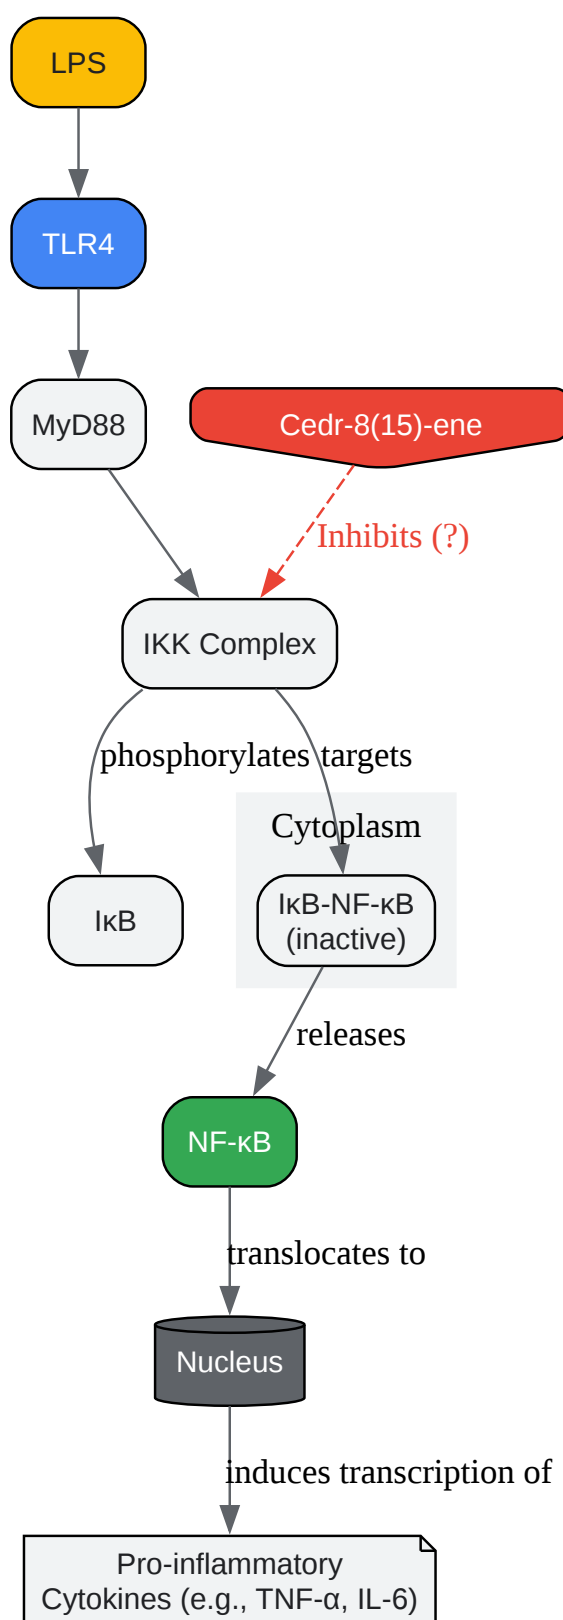 LPS
TLR4
MyD88
Cedr-8(15)-ene
Inhibits (?)
IKK Complex
phosphorylates
targets
Cytoplasm
IκB
IκB-NF-κB
(inactive)
releases
NF-κB
translocates to
Nucleus
induces transcription of
Pro-inflammatory
Cytokines (e.g., TNF-α, IL-6)